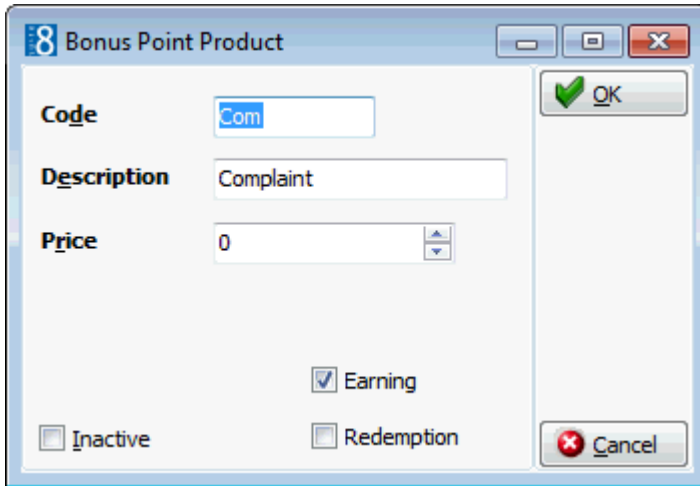 8 Bonus Point Product
Code Com
OK
Description Complaint
Price 0
Earning
Inactive
Redemption
Cancel